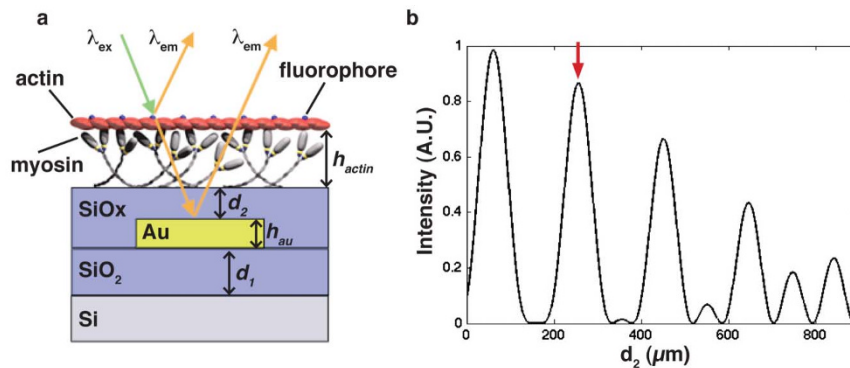 a
λex λem λem
actin
fluorophore
myosin
hactin
SiOx
d2
Au
hau
SiO2
d1
Si
b
Intensity (A.U.)
1
0.8
0.6
0.4
0.2
0
0 200 400 600 800
d2 (μm)